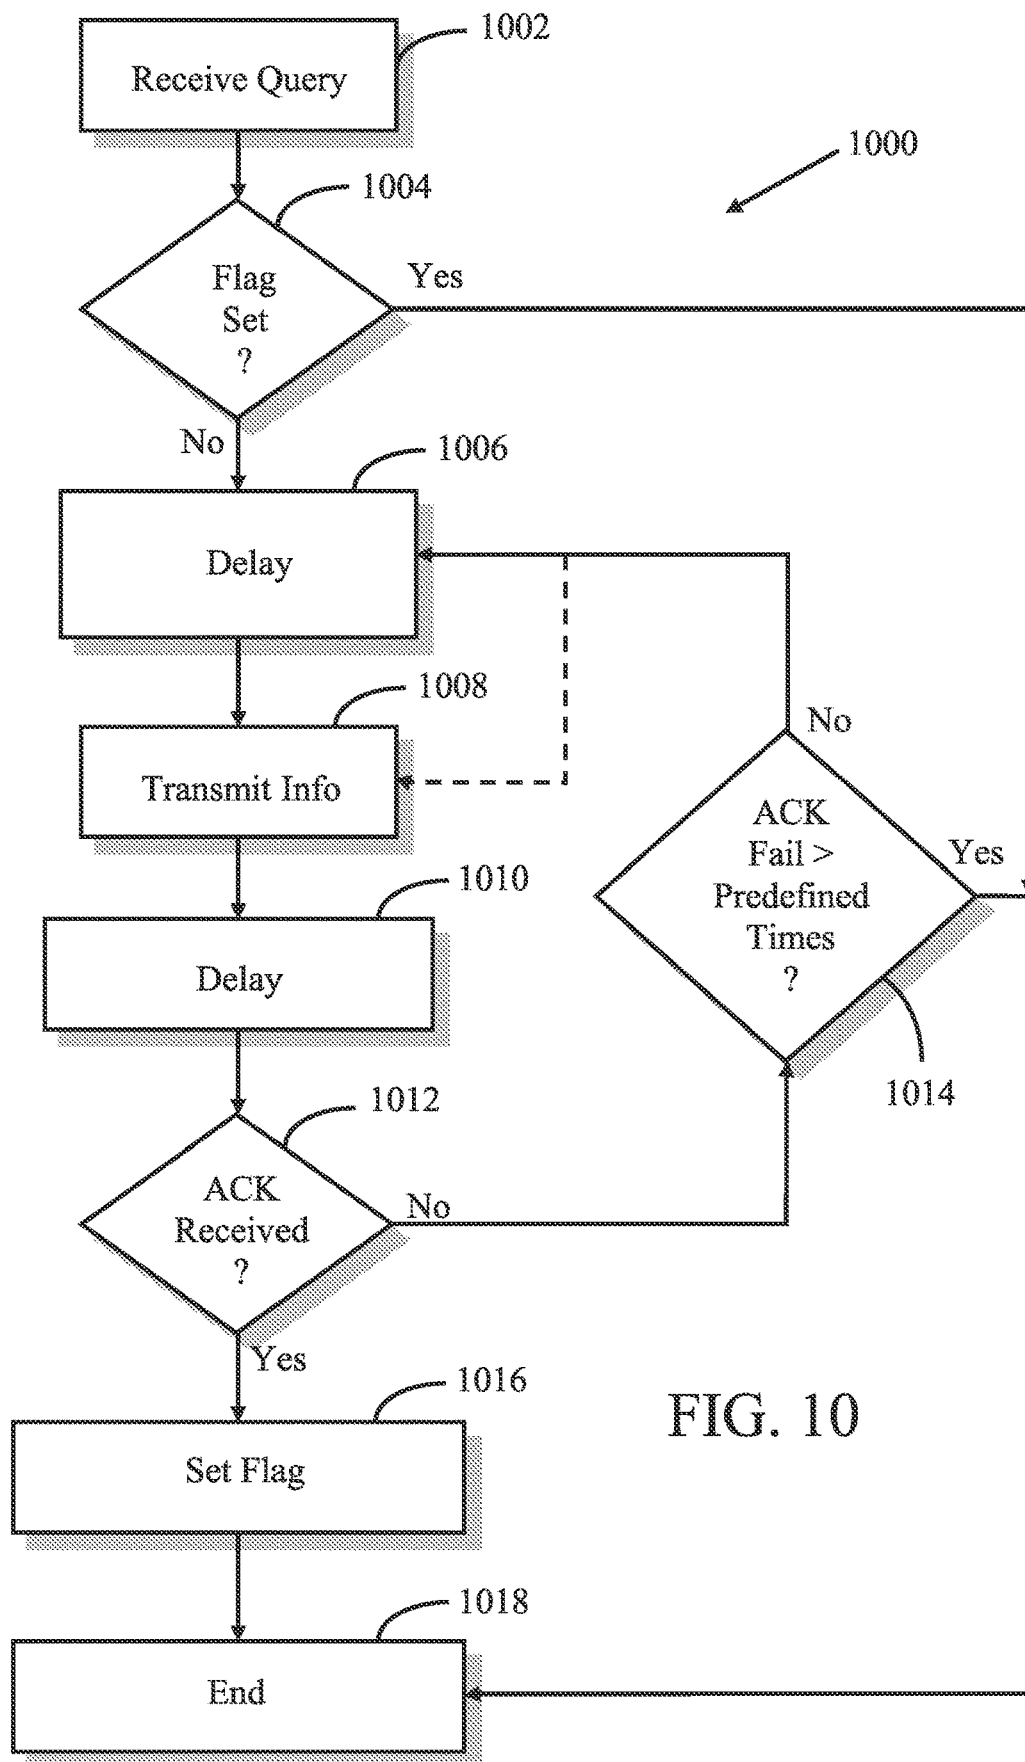 1002
Receive Query
1000
1004
Flag
Set
?
Yes
No
1006
Delay
1008
Transmit Info
No
ACK
Fail >
Predefined
Times
?
Yes
1014
1010
Delay
1012
ACK
Received
?
No
Yes
1016
Set Flag
FIG. 10
1018
End